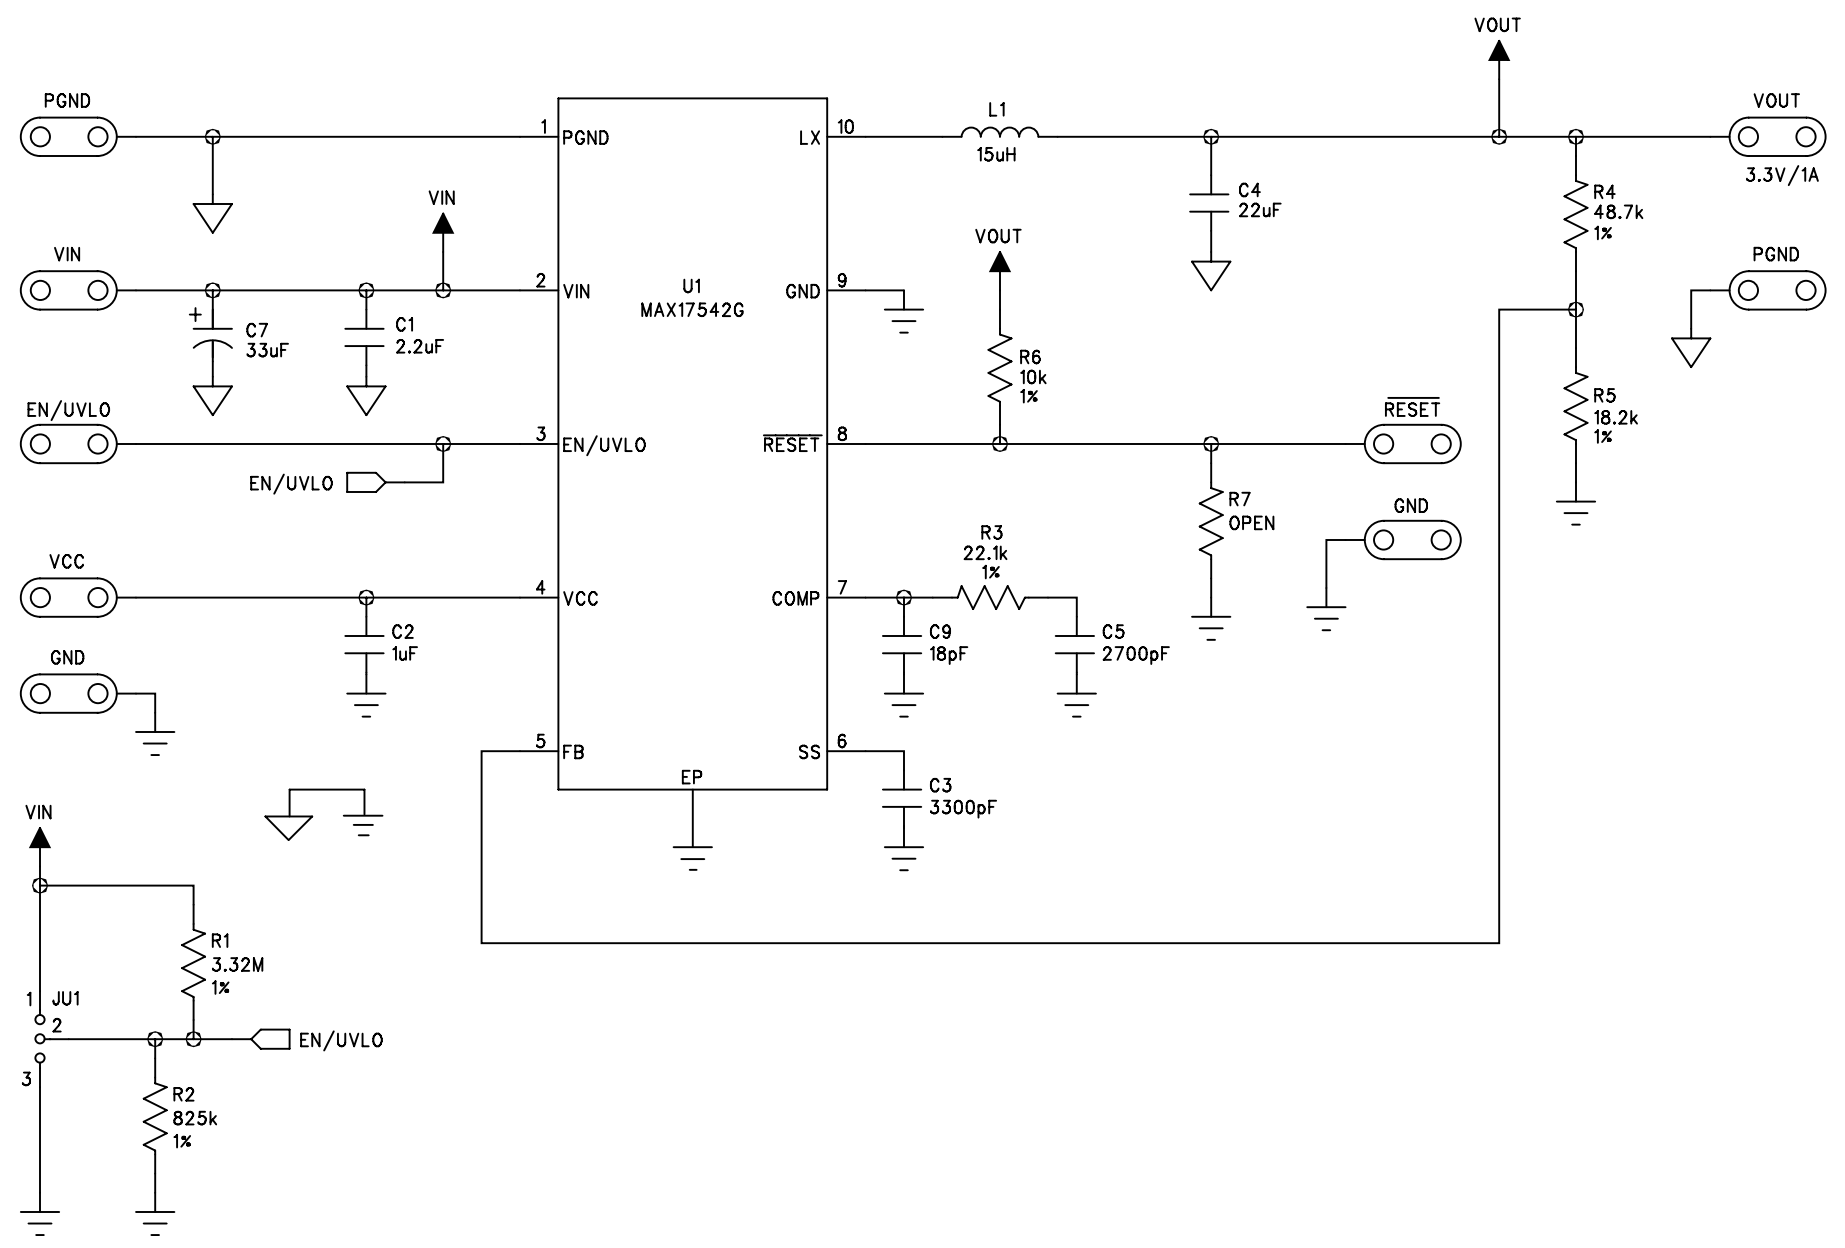 VOUT
PGND
1
PGND
LX
10
L1
15uH
VOUT
3.3V/1A
VIN
VIN
2
VIN
+
C7
33uF
C1
2.2uF
U1
MAX17542G
GND
9
VOUT
C4
22uF
R4
48.7k
1%
PGND
R6
10k
1%
EN/UVLO
3
EN/UVLO
EN/UVLO
RESET
8
RESET
R5
18.2k
1%
R7
OPEN
GND
VCC
4
VCC
C2
1uF
COMP
7
R3
22.1k
1%
C9
18pF
C5
2700pF
GND
5
FB
SS
6
EP
C3
3300pF
VIN
R1
3.32M
1%
1
JU1
2
3
EN/UVLO
R2
825k
1%